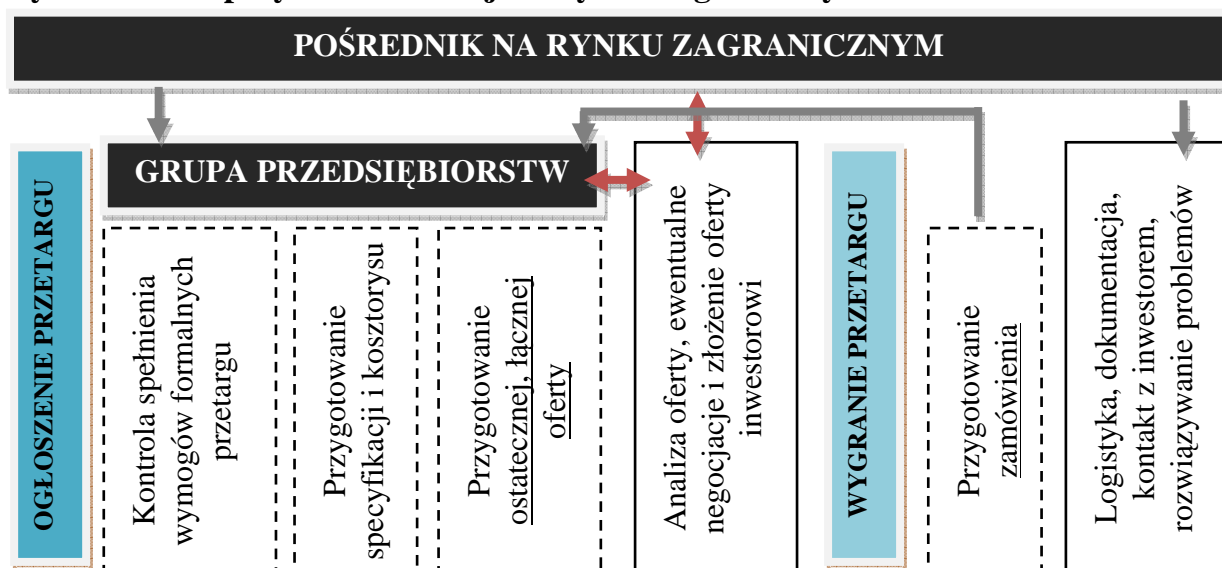 POŚREDNIK NA RYNKU ZAGRANICZNYM
GRUPA PRZEDSIĘBIORSTW
OGŁOSZENIE PRZETARGU
Kontrola spełnienia
wymogów formalnych
przetargu
Przygotowanie
specyfikacji i kosztorysu
Przygotowanie
ostatecznej, łącznej
oferty
Analiza oferty, ewentualne
negocjacje i złożenie oferty
inwestorowi
WYGRANIE PRZETARGU
Przygotowanie
zamówienia
Logistyka, dokumentacja,
kontakt z inwestorem,
rozwiązywanie problemów